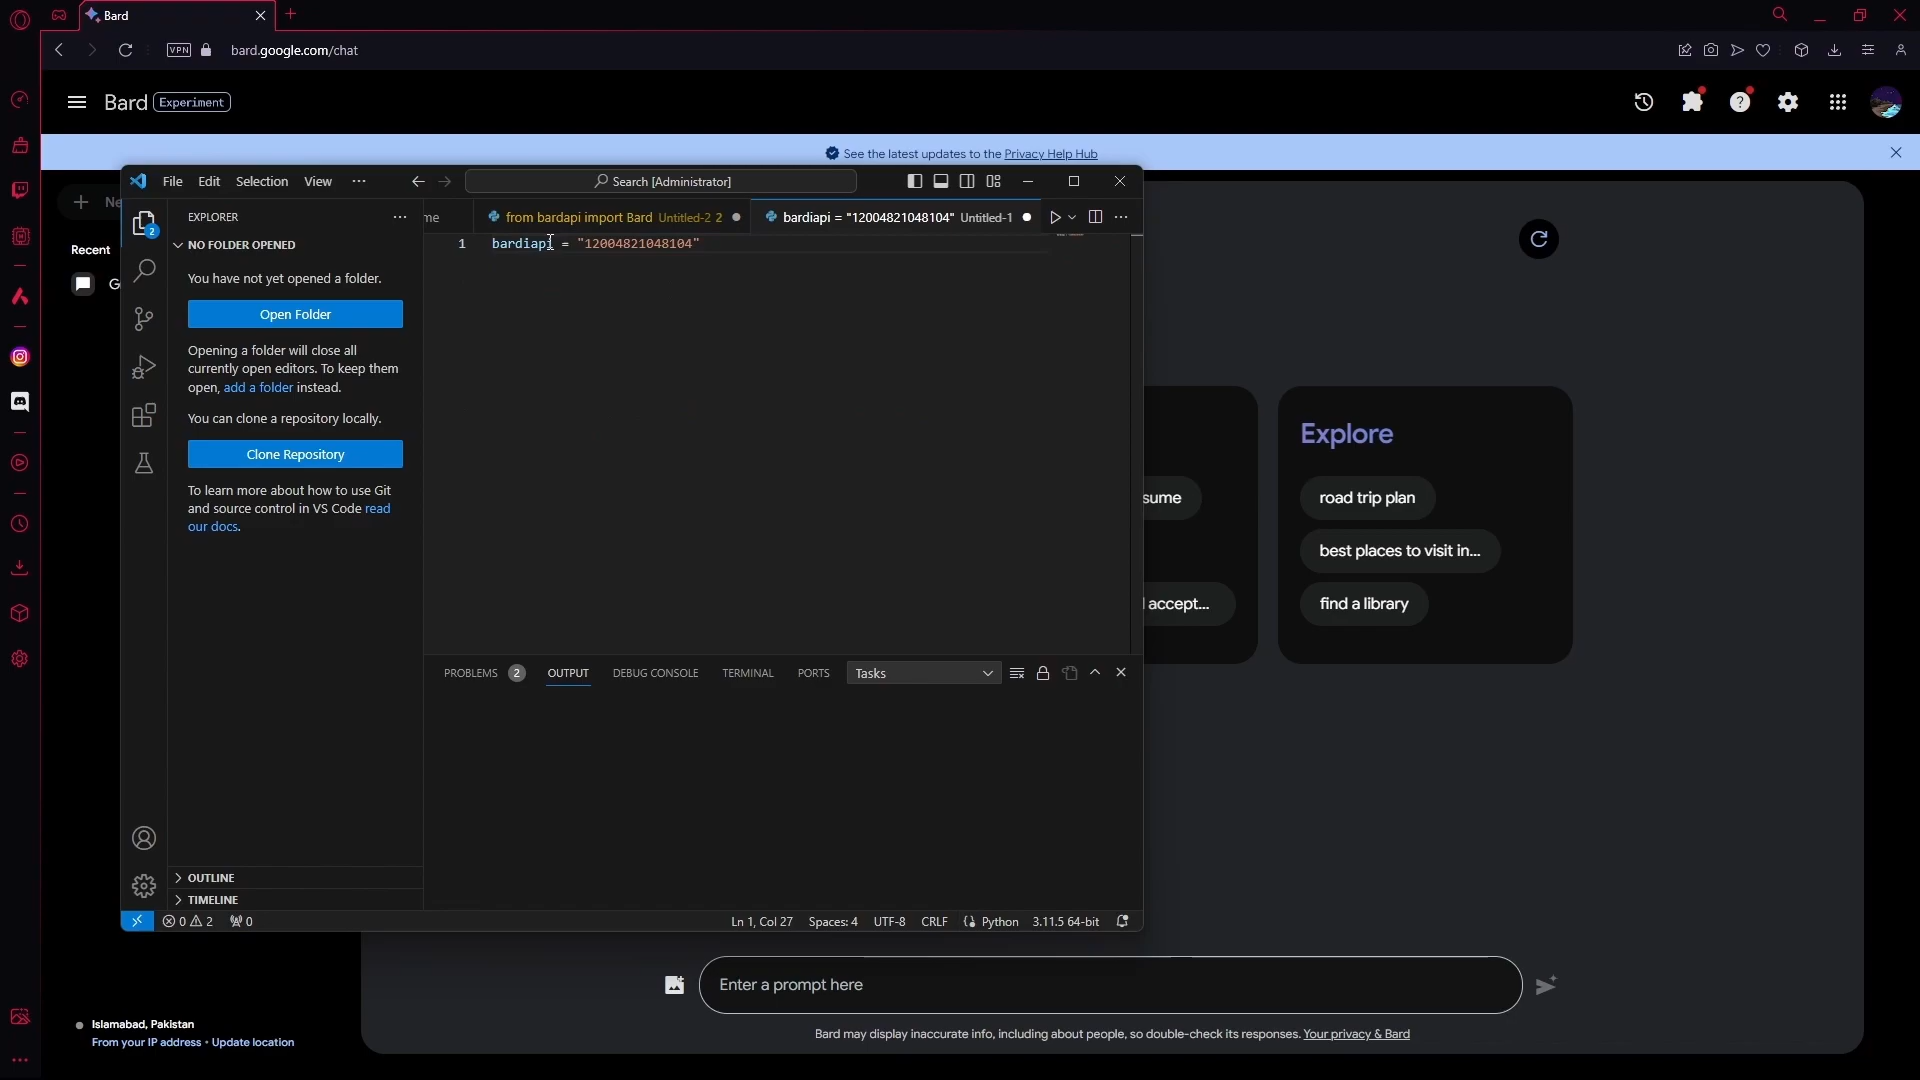 Bard
VPN
bard.google.com/chat
Bard Experiment
See the latest updates to the Privacy Help Hub
File Edit Selection View
Search [Administrator]
Ne
Recent
G
EXPLORER
me
from bardapi import Bard Untitled-2 2
bardiapi = "12004821048104" Untitled-1
2
NO FOLDER OPENED
1 bardiapi = "12004821048104"
You have not yet opened a folder.
Open Folder
Opening a folder will close all
currently open editors. To keep them
open, add a folder instead.
You can clone a repository locally.
Clone Repository
To learn more about how to use Git
and source control in VS Code read
our docs.
Explore
sume
road trip plan
best places to visit in...
l accept...
find a library
PROBLEMS 2 OUTPUT DEBUG CONSOLE TERMINAL PORTS Tasks
OUTLINE
TIMELINE
0 2 0 Ln 1, Col 27 Spaces: 4 UTF-8 CRLF Python 3.11.5 64-bit
Enter a prompt here
Islamabad, Pakistan
From your IP address • Update location
Bard may display inaccurate info, including about people, so double-check its responses. Your privacy & Bard